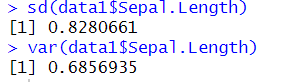 > sd(data1$Sepal.Length)
[1] 0.8280661
> var(data1$Sepal.Length)
[1] 0.6856935